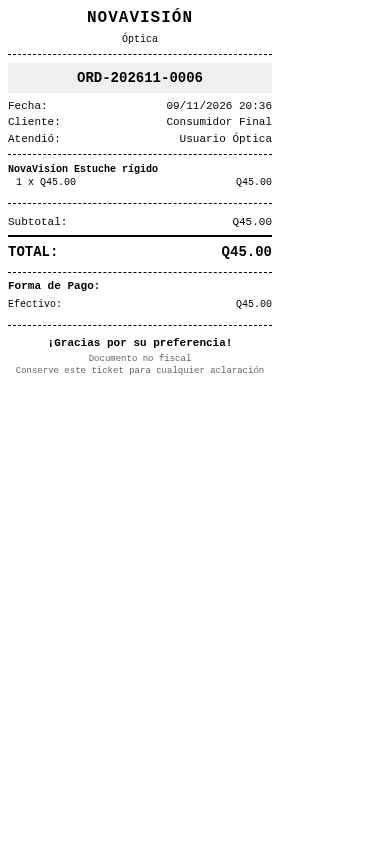 NOVAVISIÓN
Óptica
ORD-202611-0006
Fecha: 09/11/2026 20:36
Cliente: Consumidor Final
Atendió: Usuario Óptica
NovaVision Estuche rígido
1 x Q45.00 Q45.00
Subtotal: Q45.00
TOTAL: Q45.00
Forma de Pago:
Efectivo: Q45.00
¡Gracias por su preferencia!
Documento no fiscal
Conserve este ticket para cualquier aclaración